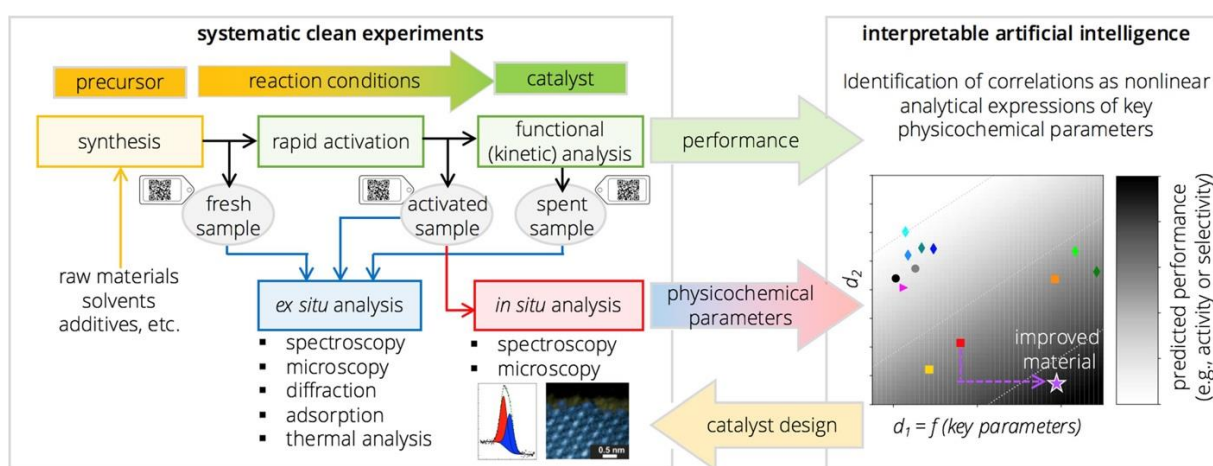 systematic clean experiments
precursor
reaction conditions
catalyst
synthesis
rapid activation
functional
(kinetic) analysis
fresh
sample
activated
sample
spent
sample
raw materials
solvents
additives, etc.
ex situ analysis
▪ spectroscopy
▪ microscopy
▪ diffraction
▪ adsorption
▪ thermal analysis
in situ analysis
▪ spectroscopy
▪ microscopy
0.5 nm
performance
physicochemical
parameters
catalyst design
interpretable artificial intelligence
Identification of correlations as nonlinear
analytical expressions of key
physicochemical parameters
d2
improved
material
d1 = f (key parameters)
predicted performance
(e.g., activity or selectivity)